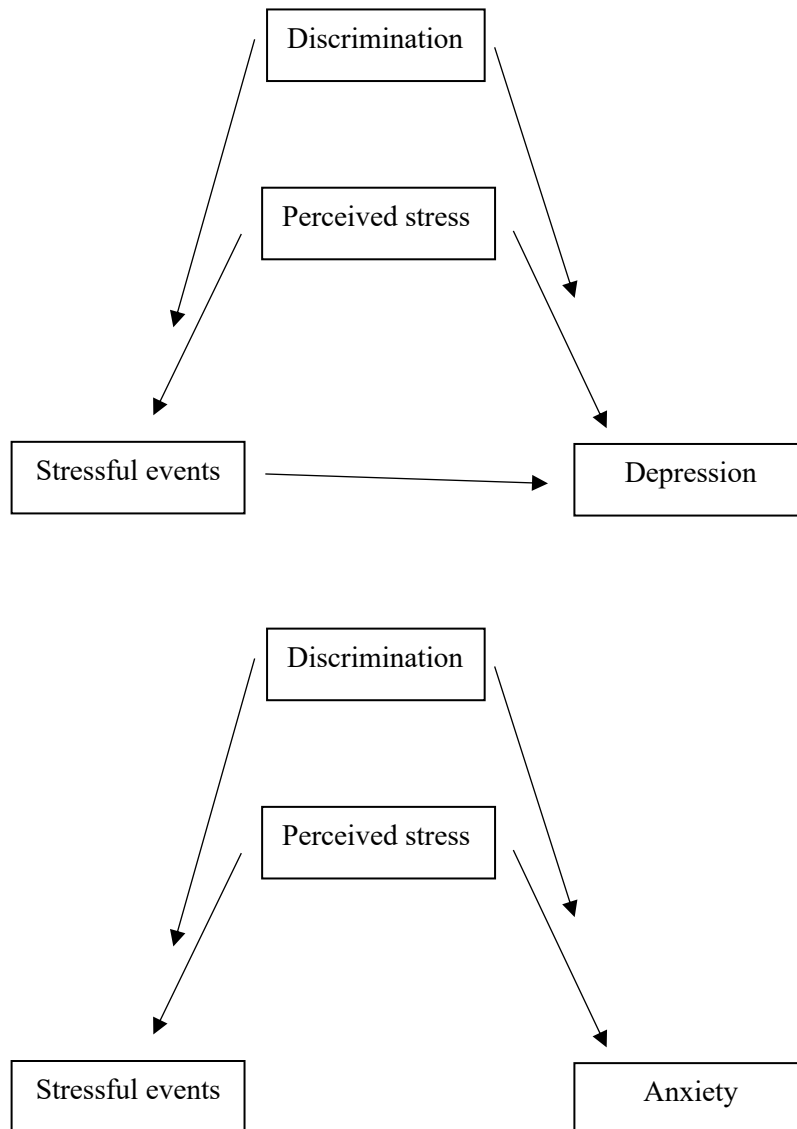 Discrimination
Perceived stress
Stressful events
Depression
Discrimination
Perceived stress
Stressful events
Anxiety